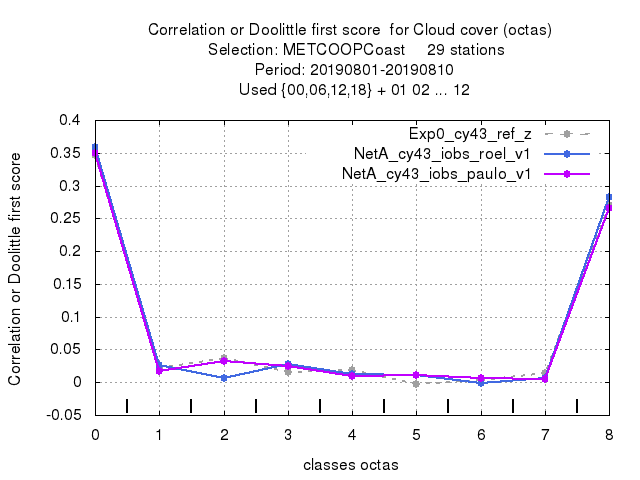 Correlation or Doolittle first score  for Cloud cover (octas)
Selection: METCOOPCoast     29 stations
Period: 20190801-20190810
Used {00,06,12,18} + 01 02 ... 12
Correlation or Doolittle first score
0.4
0.35
0.3
0.25
0.2
0.15
0.1
0.05
0
-0.05
Exp0_cy43_ref_z
NetA_cy43_iobs_roel_v1
NetA_cy43_iobs_paulo_v1
0 1 2 3 4 5 6 7 8
classes octas